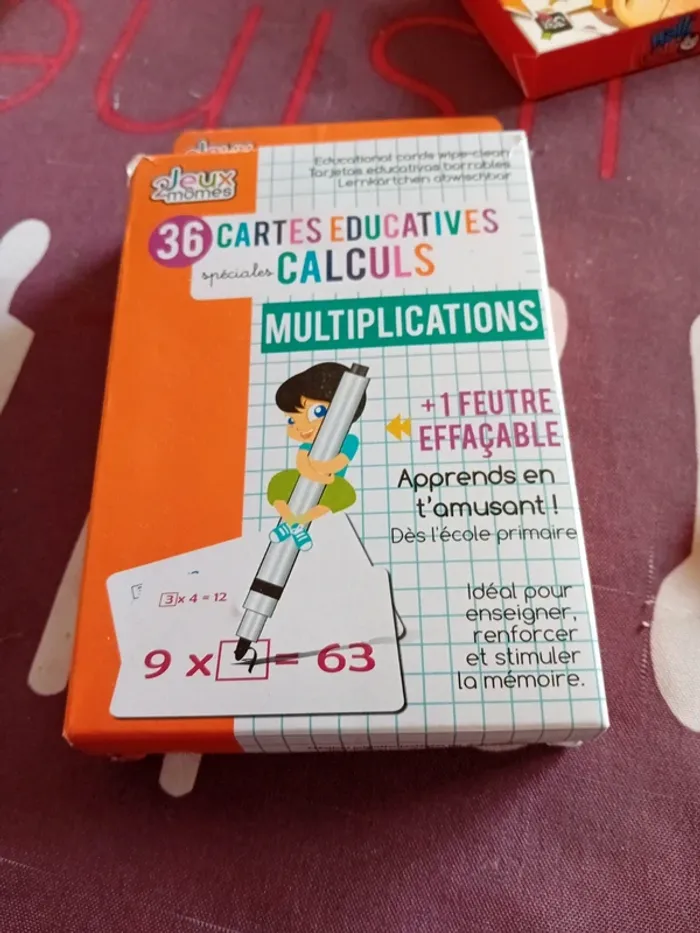 Educational cards wipe-clean
Tarjetas educativas borrables
Lernkärtchen abwischbar
Jeux
2mômes
36 CARTES EDUCATIVES
spéciales CALCULS
MULTIPLICATIONS
+1 FEUTRE
EFFAÇABLE
Apprends en
t'amusant !
Dès l'école primaire
Idéal pour
enseigner,
renforcer
et stimuler
la mémoire.
3 x 4 = 12
9 x 7 = 63